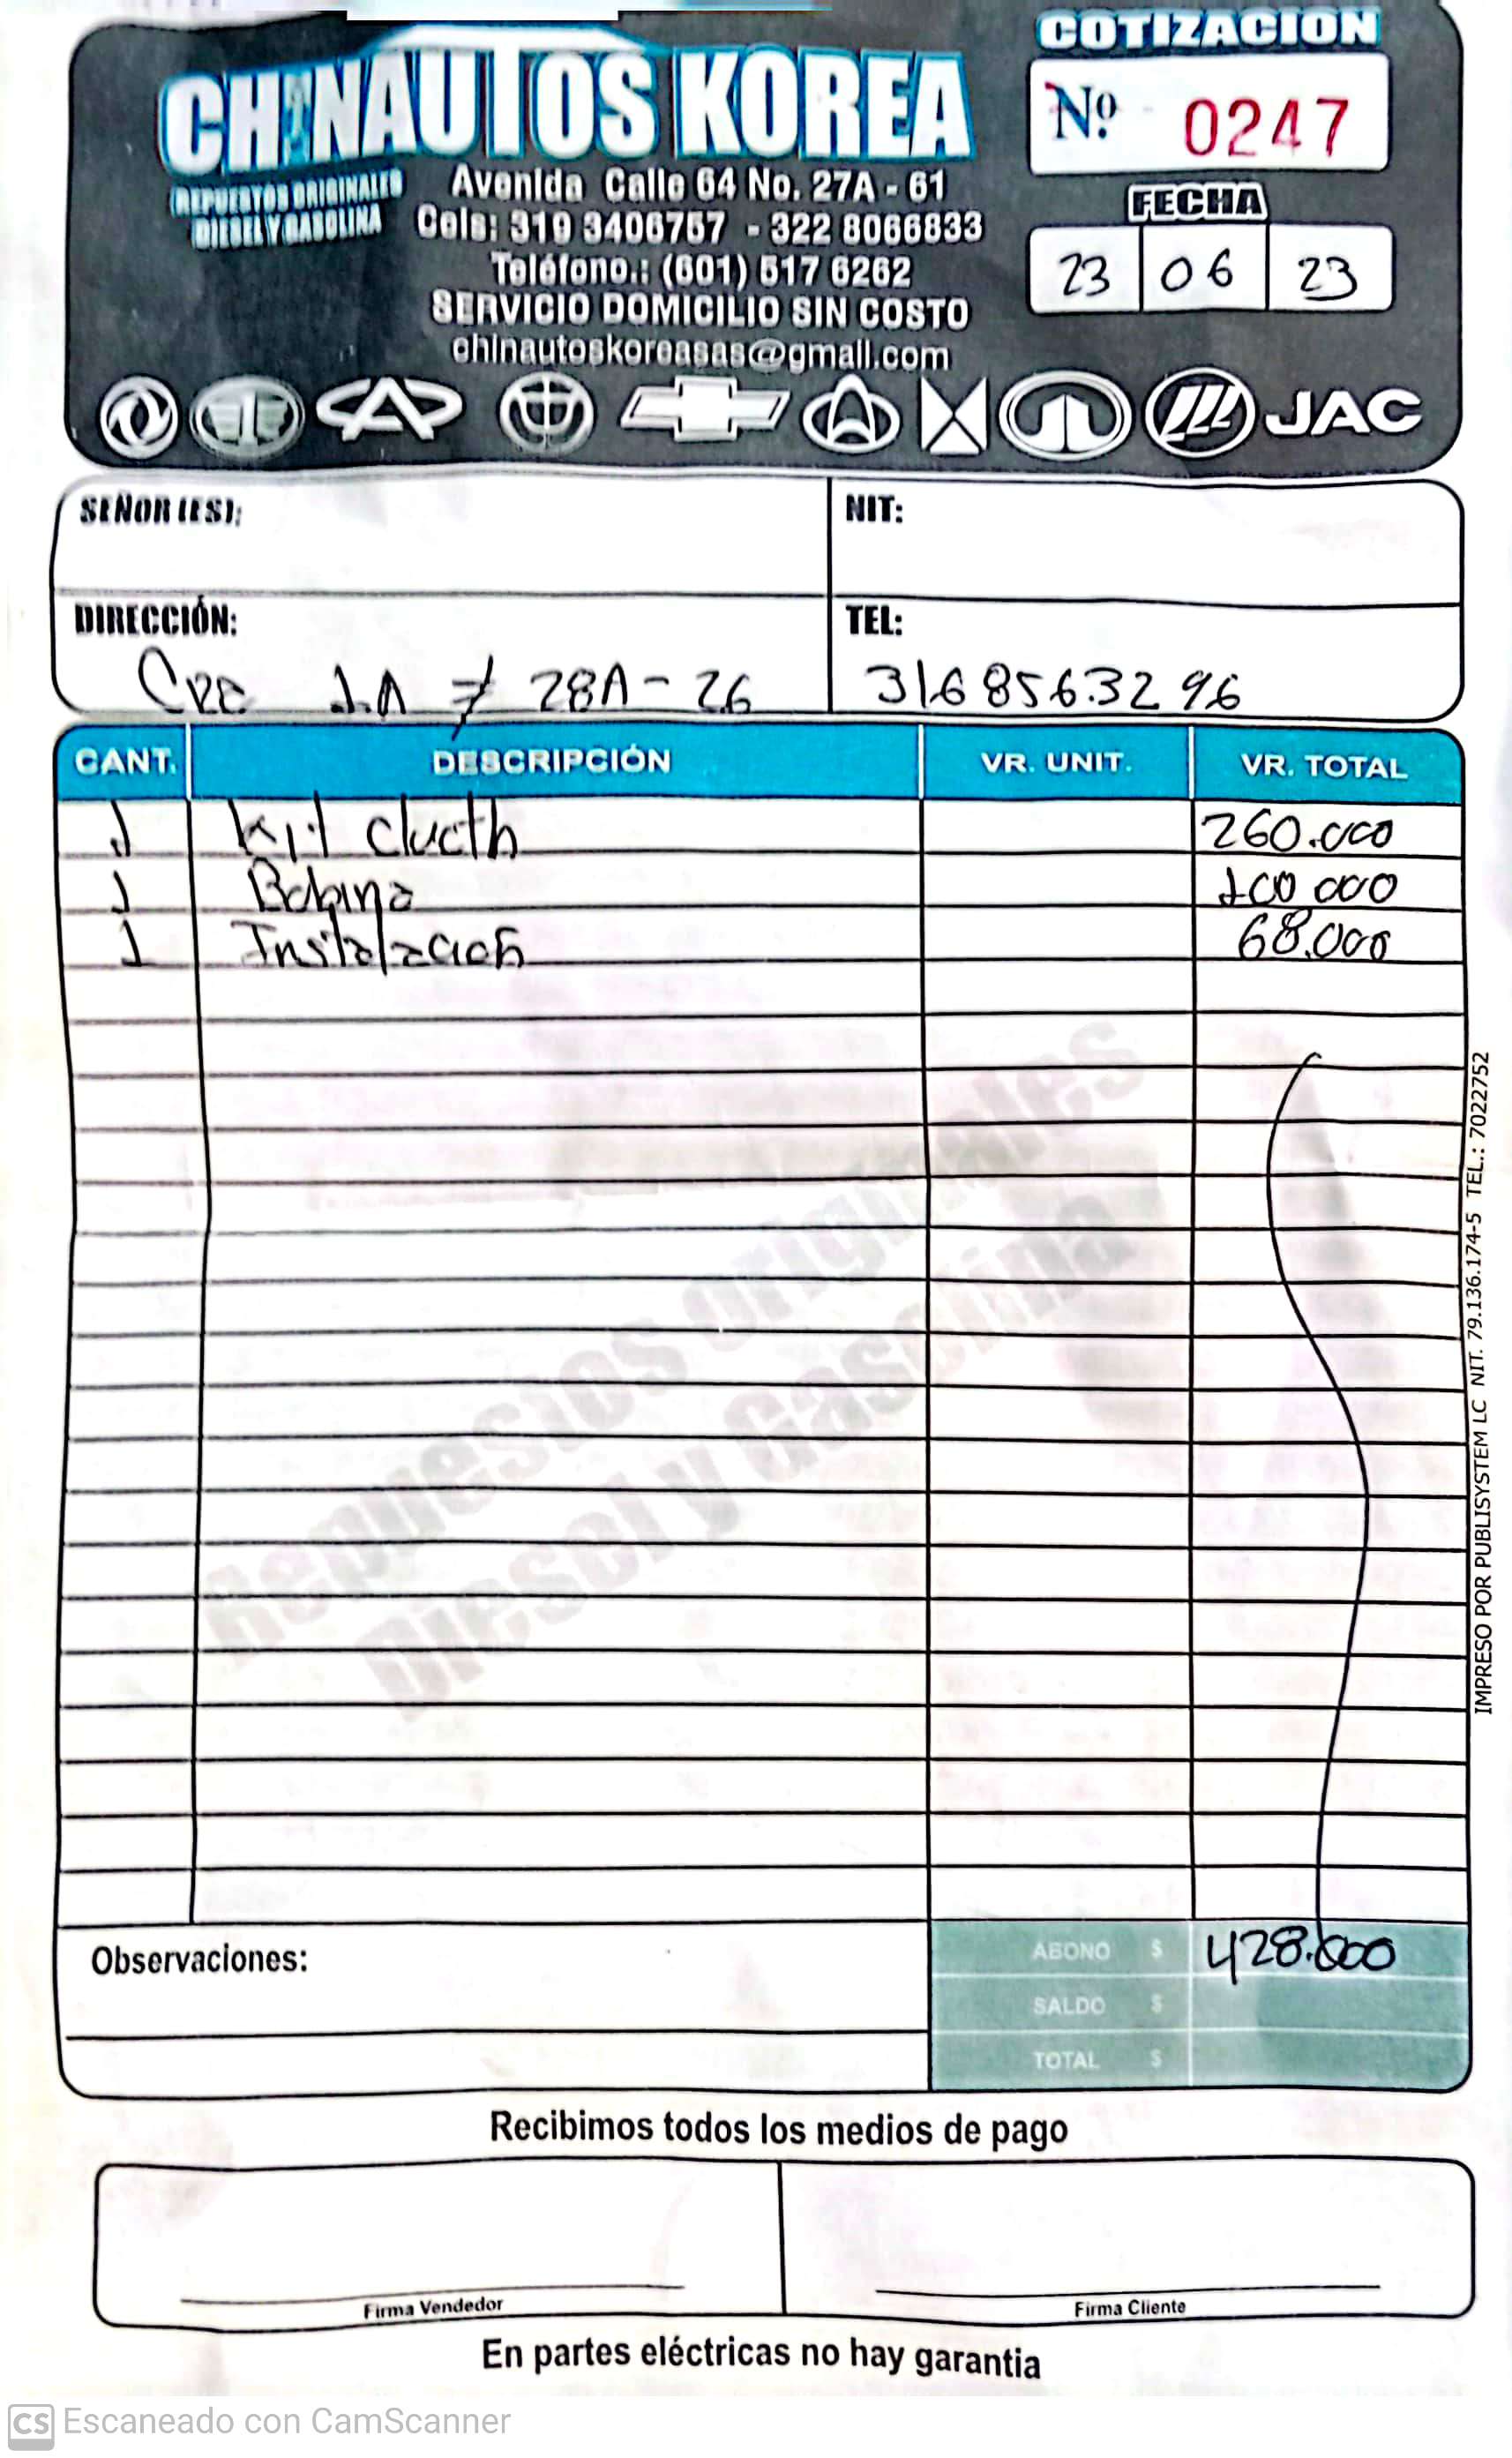 COTIZACION
CHINAUTOS KOREA
Nº 0247
REPUESTOS ORIGINALES
DIESEL Y GASOLINA
Avenida Calle 64 No. 27A - 61
Cels: 319 3406757 - 322 8066833
Teléfono.: (601) 517 6262
SERVICIO DOMICILIO SIN COSTO
chinautoskoreasas@gmail.com
FECHA
23 06 23
JAC
SEÑOR (ES):
NIT:
DIRECCIÓN:
TEL:
28A - 26
3168563296
CANT. DESCRIPCIÓN VR. UNIT. VR. TOTAL
1 Kit Clucth 260.000
1 Bobina 100 000
1 Instalacion 68.000
Repuestos originales
Diesel y Gasolina
IMPRESO POR PUBLISYSTEM LC NIT. 79.136.174-5 TEL.: 7022752
Observaciones:
ABONO $ 428.000
SALDO $
TOTAL $
Recibimos todos los medios de pago
Firma Vendedor
Firma Cliente
En partes eléctricas no hay garantia
CS Escaneado con CamScanner